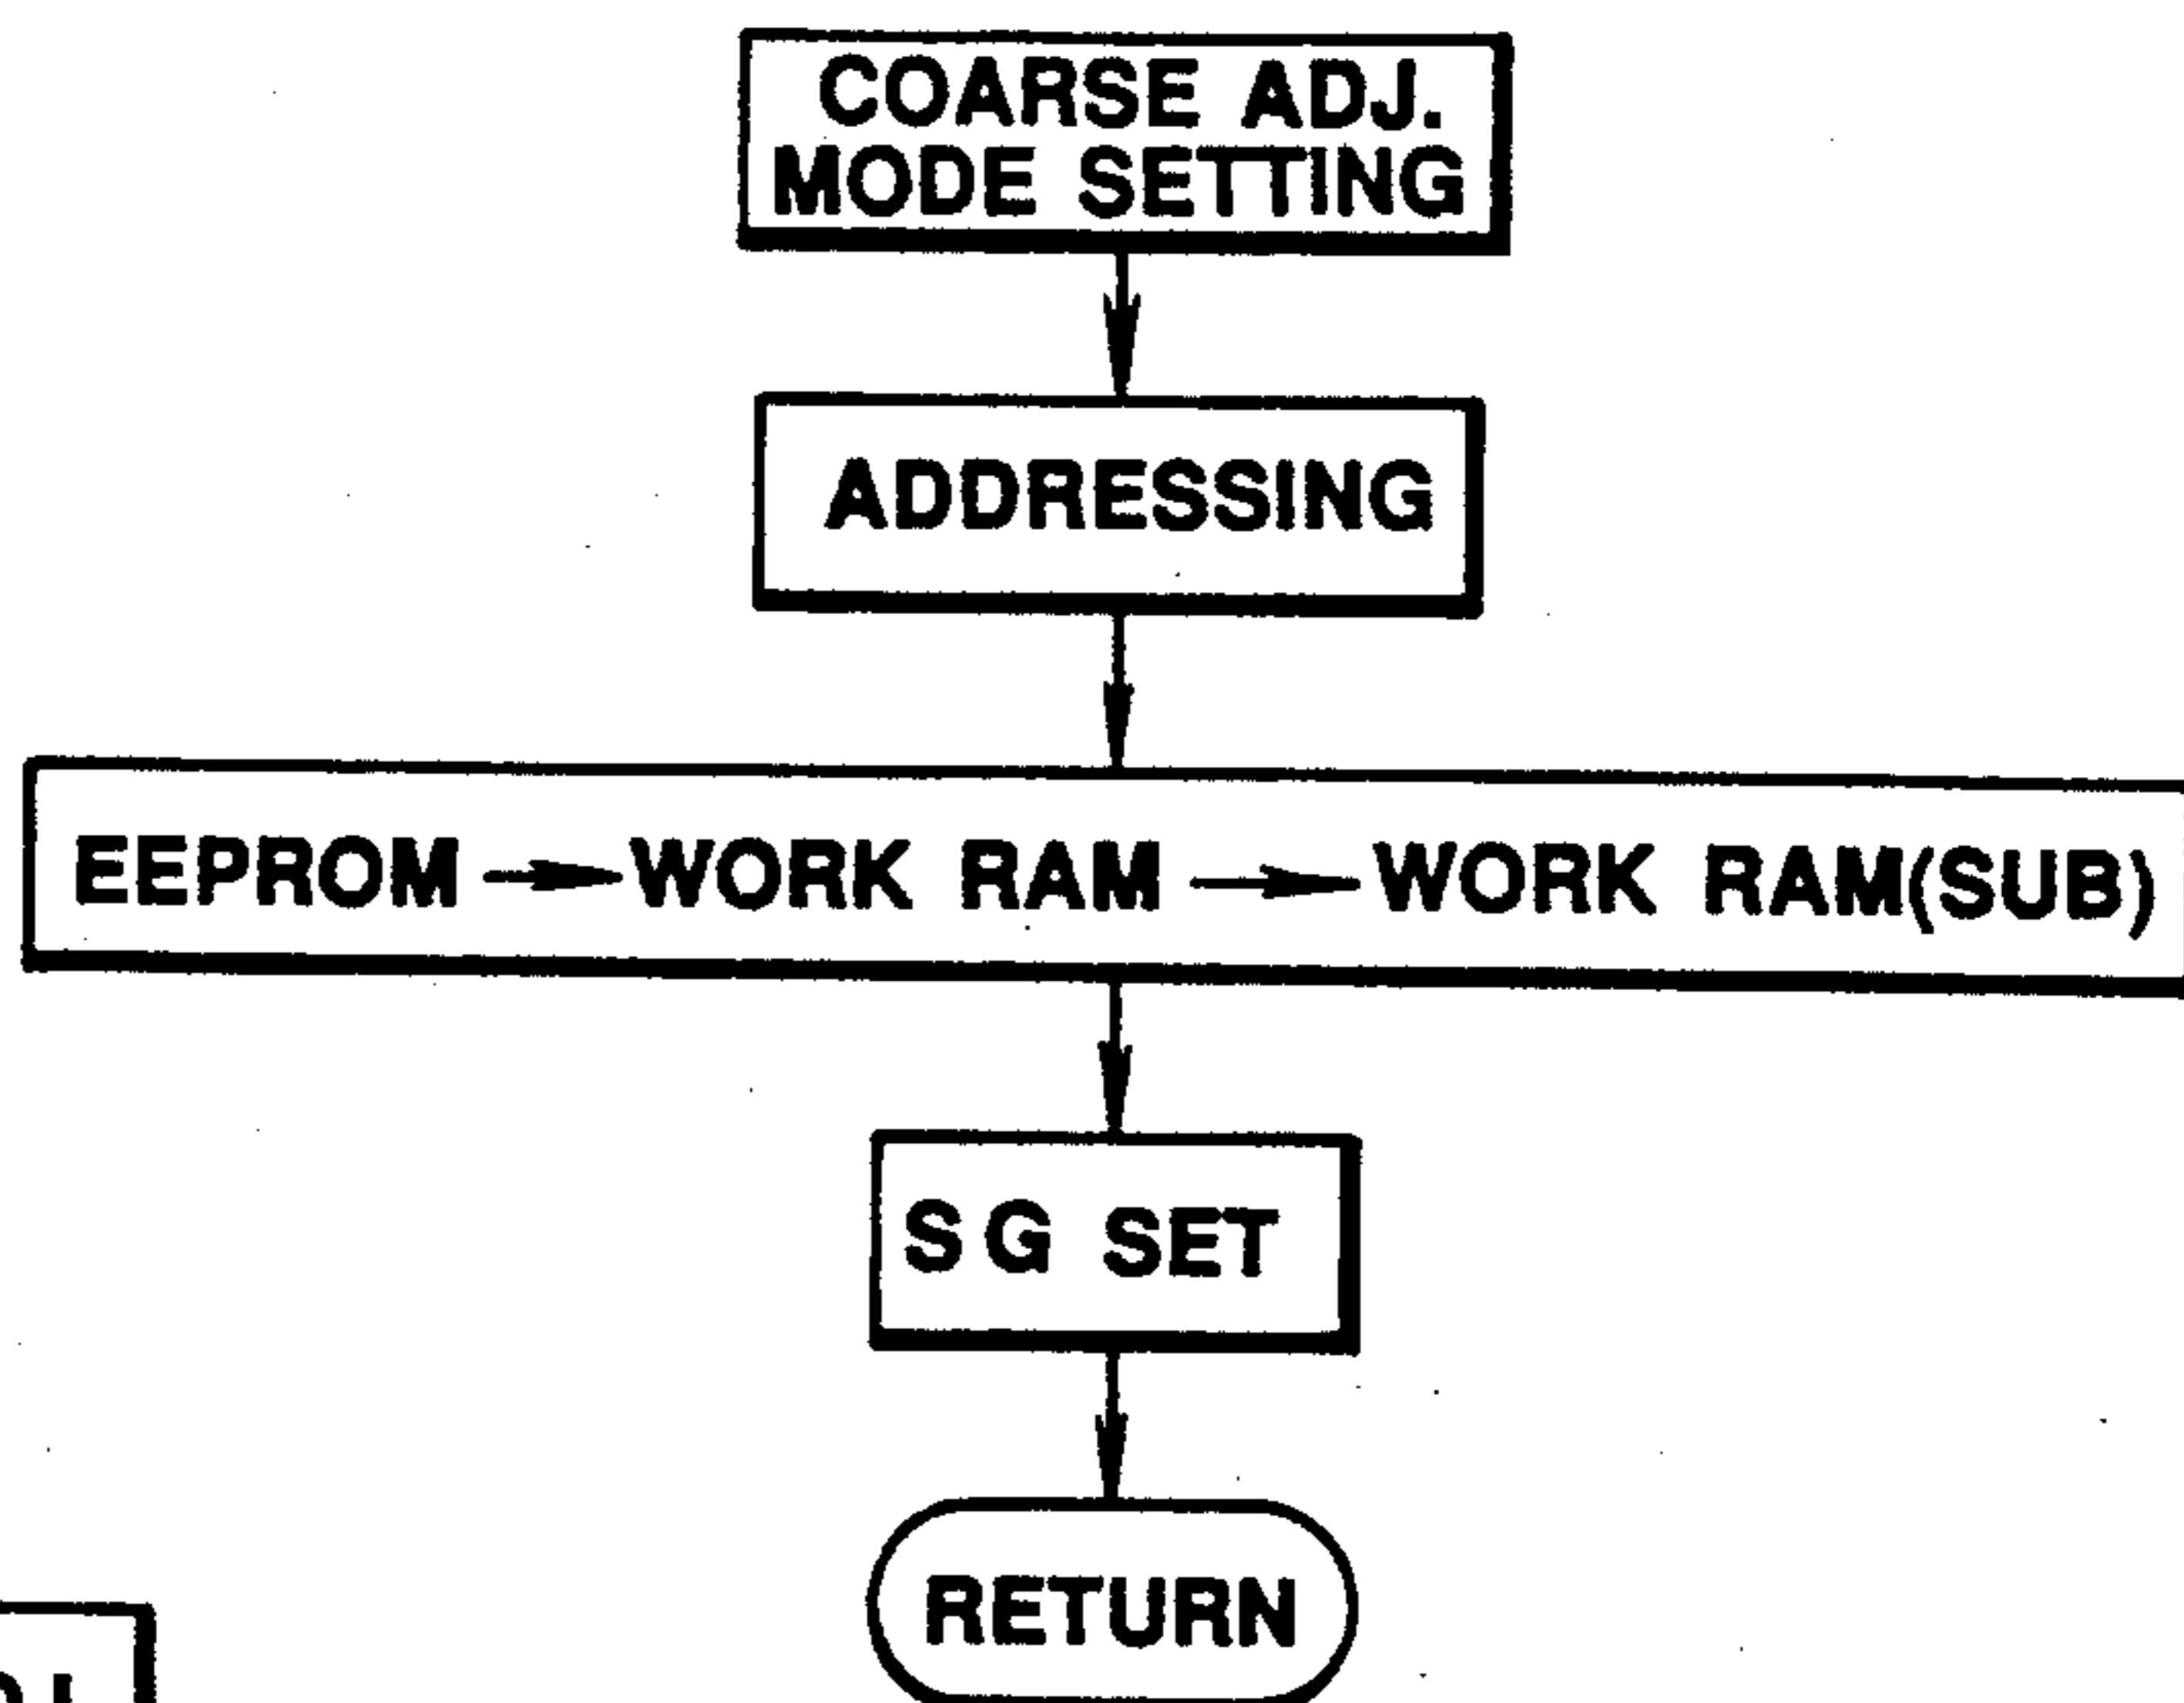 COARSE ADJ.
MODE SETTING
ADDRESSING
EEPROM → WORK RAM → WORK RAM(SUB)
SG SET
RETURN